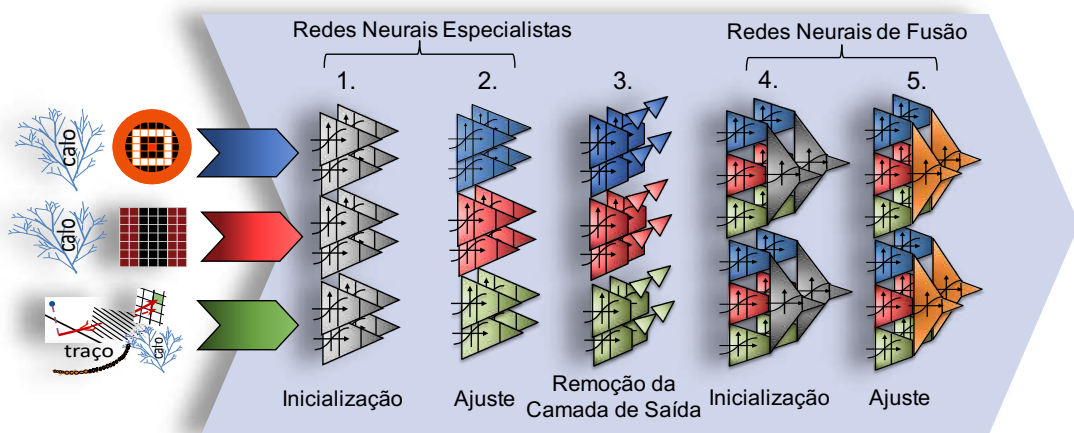 Redes Neurais Especialistas
Redes Neurais de Fusão
1.
2.
3.
4.
5.
calo
calo
traço
calo
Inicialização
Ajuste
Remoção da
Camada de Saída
Inicialização
Ajuste